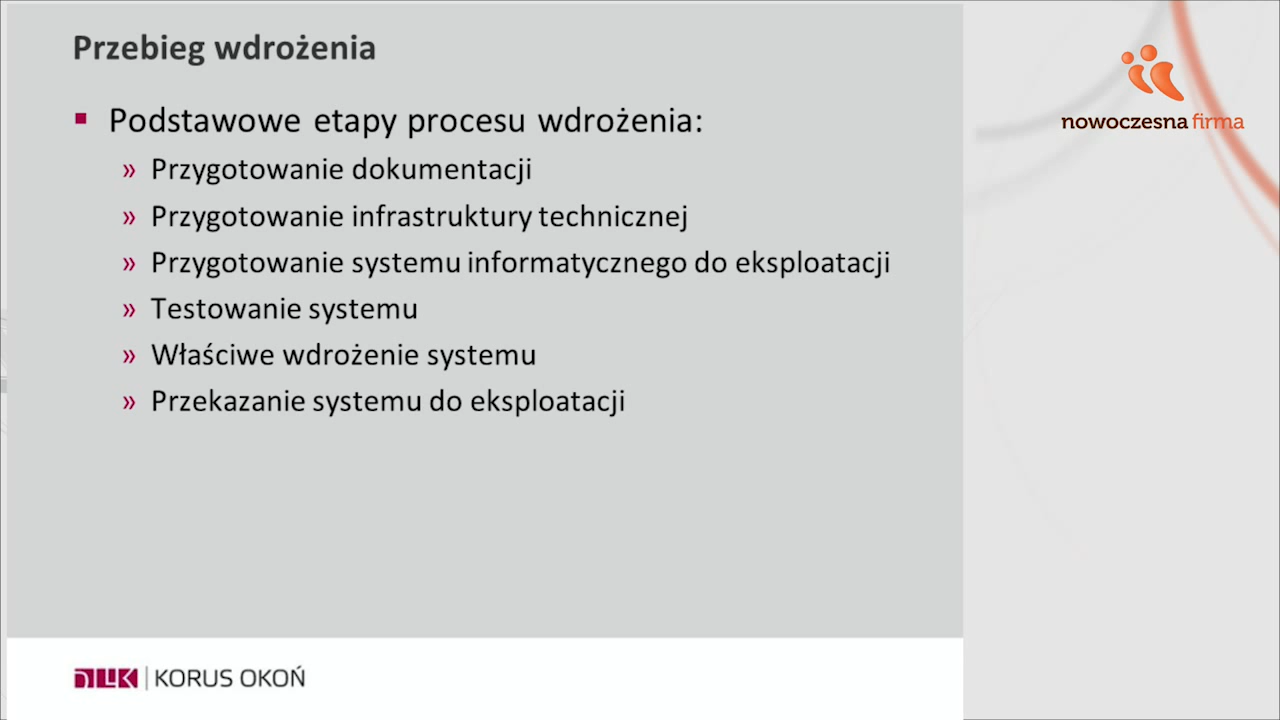 Przebieg wdrożenia
Podstawowe etapy procesu wdrożenia:
» Przygotowanie dokumentacji
» Przygotowanie infrastruktury technicznej
» Przygotowanie systemu informatycznego do eksploatacji
» Testowanie systemu
» Właściwe wdrożenie systemu
» Przekazanie systemu do eksploatacji
nowoczesna firma
KORUS OKOŃ